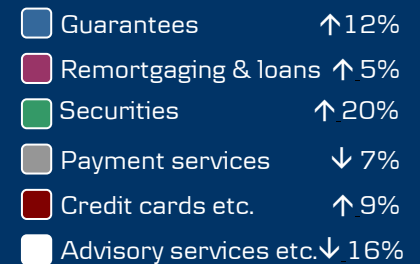 Guarantees ↑12%
Remortgaging & loans ↑ 5%
Securities ↑ 20%
Payment services ↓ 7%
Credit cards etc. ↑ 9%
Advisory services etc.↓ 16%